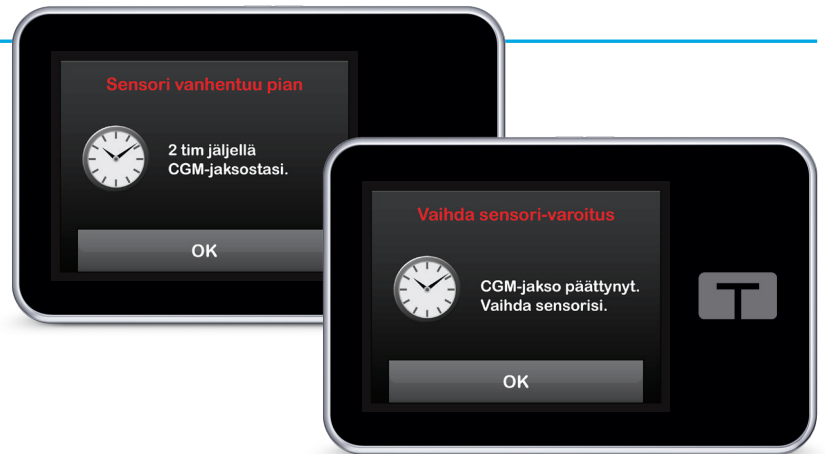 Sensori vanhentuu pian
2 tim jäljellä
CGM-jaksostasi.
OK
Vaihda sensori-varoitus
CGM-jakso päättynyt.
Vaihda sensorisi.
OK